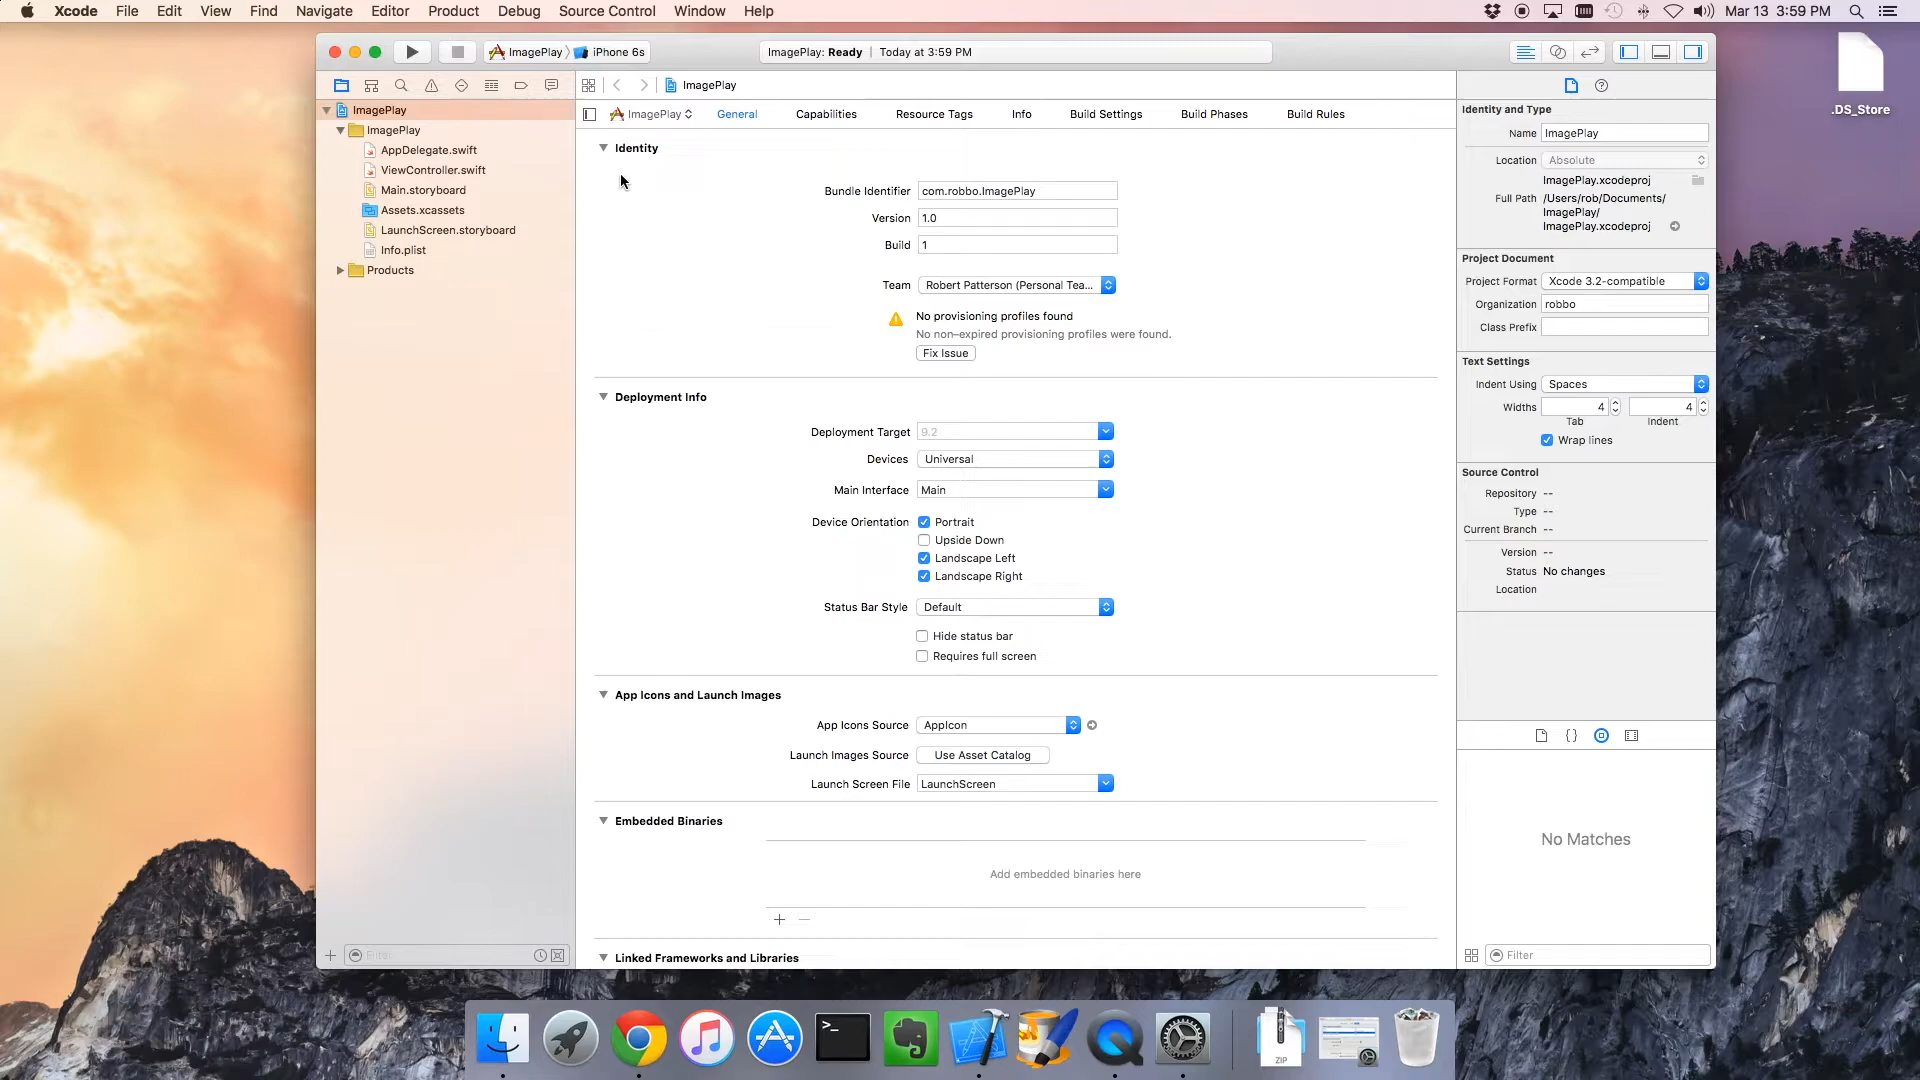 Xcode File Edit View Find Navigate Editor Product Debug Source Control Window Help Mar 13 3:59 PM
ImagePlay iPhone 6s ImagePlay: Ready Today at 3:59 PM
ImagePlay
ImagePlay General Capabilities Resource Tags Info Build Settings Build Phases Build Rules
ImagePlay
ImagePlay
AppDelegate.swift
ViewController.swift
Main.storyboard
Assets.xcassets
LaunchScreen.storyboard
Info.plist
Products
Filter
Identity
Bundle Identifier com.robbo.ImagePlay
Version 1.0
Build 1
Team Robert Patterson (Personal Tea...
No provisioning profiles found
No non–expired provisioning profiles were found.
Fix Issue
Deployment Info
Deployment Target 9.2
Devices Universal
Main Interface Main
Device Orientation Portrait
Upside Down
Landscape Left
Landscape Right
Status Bar Style Default
Hide status bar
Requires full screen
App Icons and Launch Images
App Icons Source AppIcon
Launch Images Source Use Asset Catalog
Launch Screen File LaunchScreen
Embedded Binaries
Add embedded binaries here
Linked Frameworks and Libraries
Identity and Type
Name ImagePlay
Location Absolute
ImagePlay.xcodeproj
Full Path /Users/rob/Documents/
ImagePlay/
ImagePlay.xcodeproj
Project Document
Project Format Xcode 3.2-compatible
Organization robbo
Class Prefix
Text Settings
Indent Using Spaces
Widths 4 4
Tab Indent
Wrap lines
Source Control
Repository --
Type --
Current Branch --
Version --
Status No changes
Location
No Matches
Filter
.DS_Store
ZIP